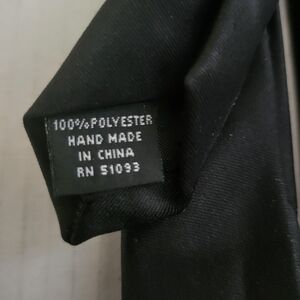 100% POLYESTER
HAND MADE
IN CHINA
RN 51093